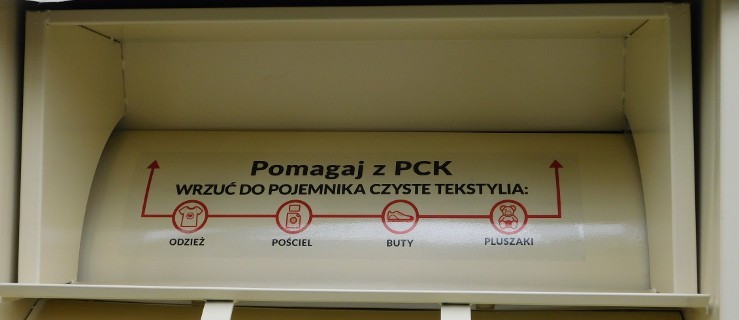 Pomagaj z PCK
WRZUĆ DO POJEMNIKA CZYSTE TEKSTYLIA:
ODZIEŻ POŚCIEL BUTY PLUSZAKI